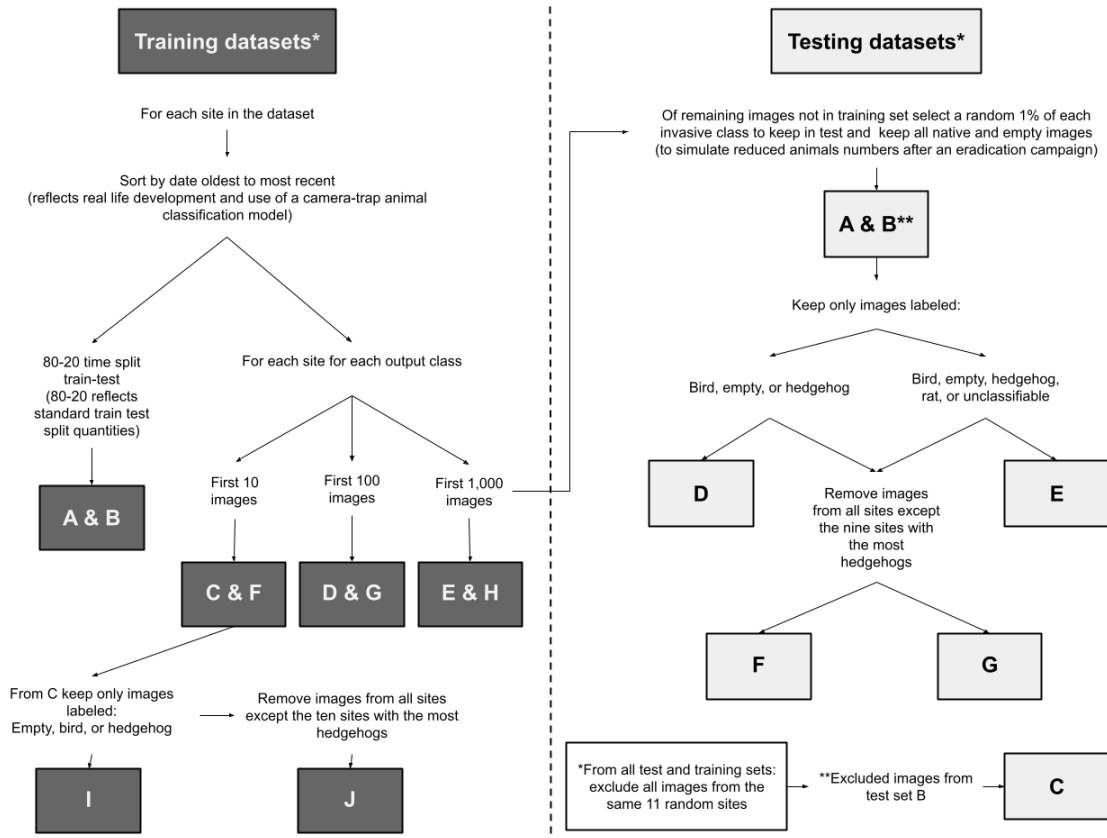 Training datasets*
For each site in the dataset
Sort by date oldest to most recent
(reflects real life development and use of a camera-trap animal
classification model)
80-20 time split
train-test
(80-20 reflects
standard train test
split quantities)
For each site for each output class
First 10
images
First 100
images
First 1,000
images
A & B
C & F
D & G
E & H
From C keep only images
labeled:
Empty, bird, or hedgehog
Remove images from all sites
except the ten sites with the most
hedgehogs
I
J
Testing datasets*
Of remaining images not in training set select a random 1% of each
invasive class to keep in test and  keep all native and empty images
(to simulate reduced animals numbers after an eradication campaign)
A & B**
Keep only images labeled:
Bird, empty, or hedgehog
Bird, empty, hedgehog,
rat, or unclassifiable
D
Remove images
from all sites except
the nine sites with
the most
hedgehogs
E
F
G
*From all test and training sets:
exclude all images from the
same 11 random sites
**Excluded images from
test set B
C